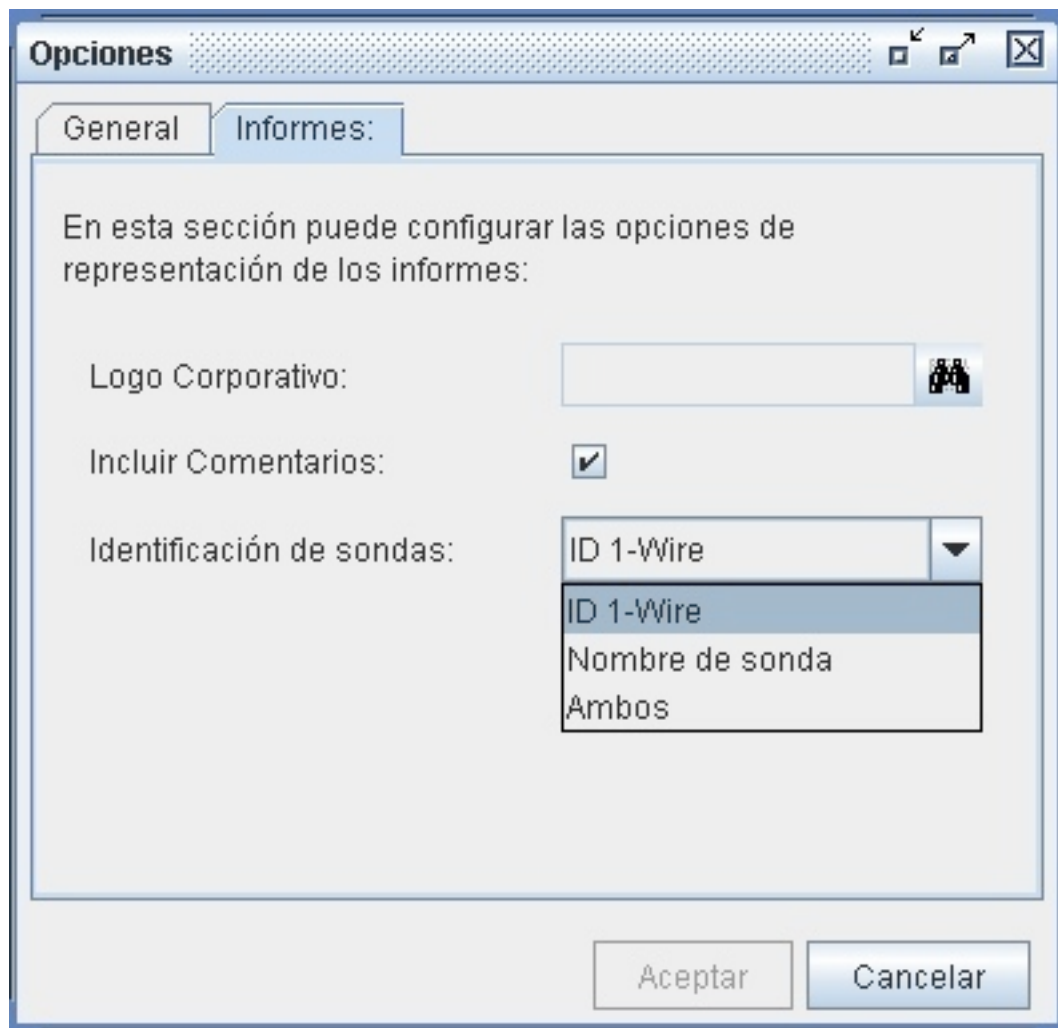 Opciones
General
Informes:
En esta sección puede configurar las opciones de
representación de los informes:
Logo Corporativo:
Incluir Comentarios:
Identificación de sondas:
ID 1-Wire
ID 1-Wire
Nombre de sonda
Ambos
Aceptar
Cancelar